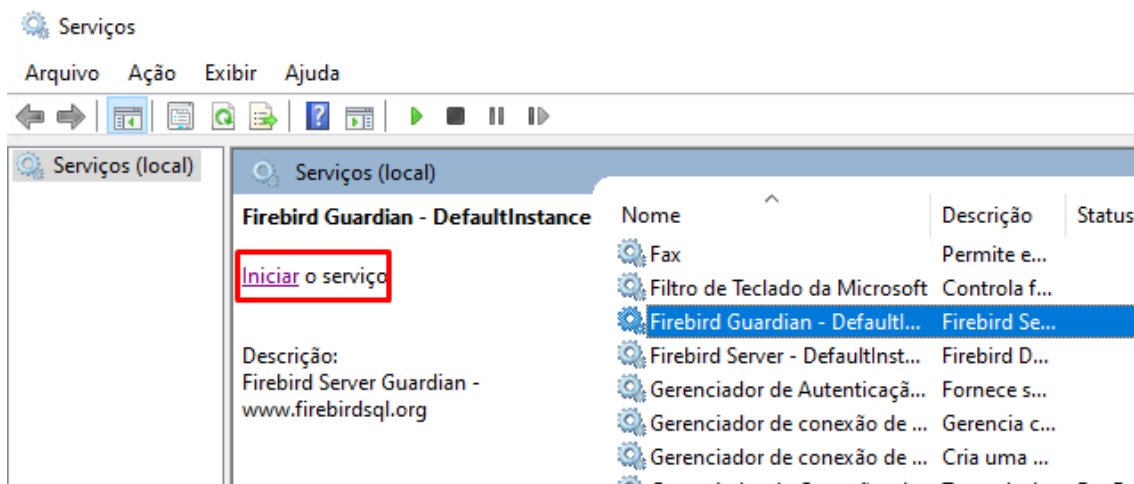 Serviços
Arquivo Ação Exibir Ajuda
Serviços (local)
Serviços (local)
Firebird Guardian - DefaultInstance
Iniciar o serviço
Descrição:
Firebird Server Guardian -
www.firebirdsql.org
Nome Descrição Status
Fax Permite e...
Filtro de Teclado da Microsoft Controla f...
Firebird Guardian - DefaultI... Firebird Se...
Firebird Server - DefaultInst... Firebird D...
Gerenciador de Autenticaçã... Fornece s...
Gerenciador de conexão de ... Gerencia c...
Gerenciador de conexão de ... Cria uma ...